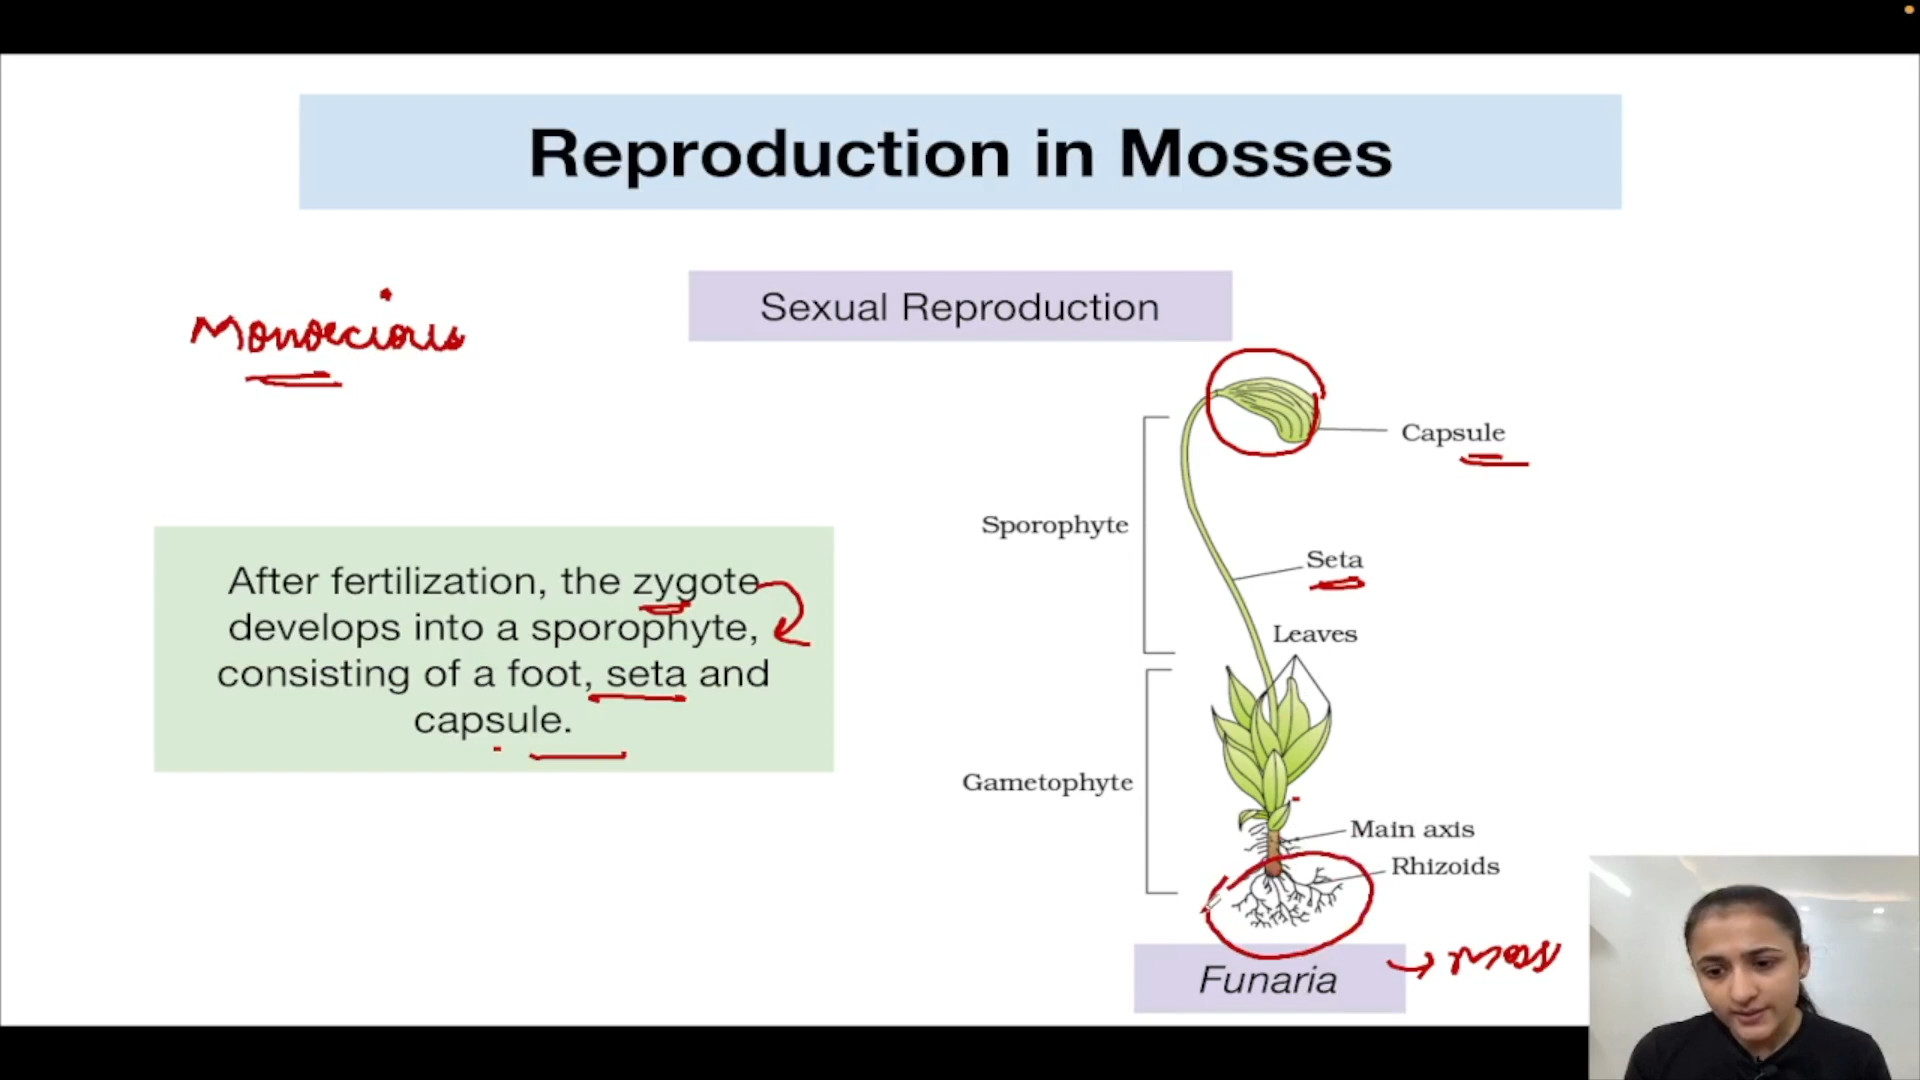 Reproduction in Mosses
Sexual Reproduction
Monoecious
Capsule
Sporophyte
Seta
After fertilization, the zygote
develops into a sporophyte,
consisting of a foot, seta and
capsule.
Leaves
Gametophyte
Main axis
Rhizoids
Funaria
→ moss